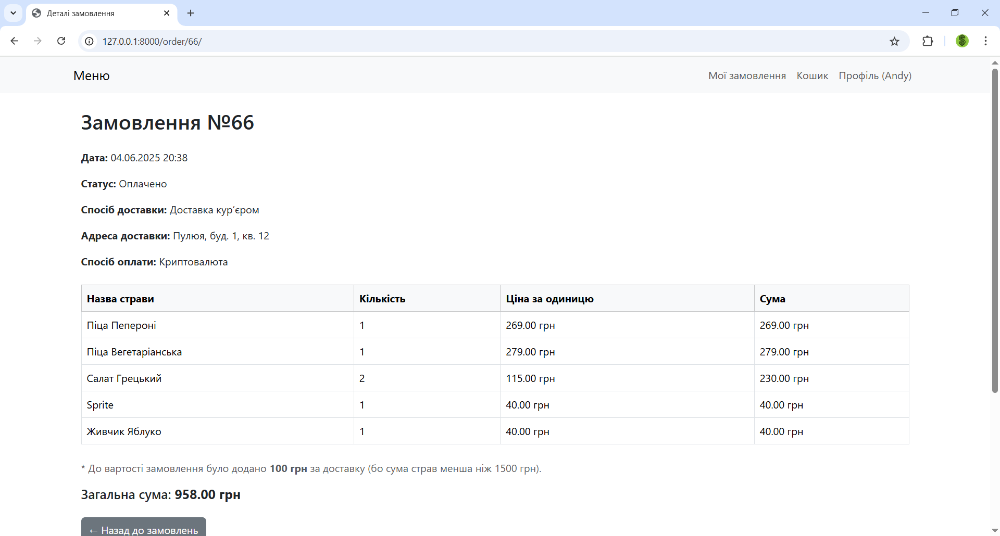 Деталі замовлення
127.0.0.1:8000/order/66/
Меню Мої замовлення Кошик Профіль (Andy)
Замовлення №66
Дата: 04.06.2025 20:38
Статус: Оплачено
Спосіб доставки: Доставка кур’єром
Адреса доставки: Пулюя, буд. 1, кв. 12
Спосіб оплати: Криптовалюта
Назва страви Кількість Ціна за одиницю Сума
Піца Пепероні 1 269.00 грн 269.00 грн
Піца Вегетаріанська 1 279.00 грн 279.00 грн
Салат Грецький 2 115.00 грн 230.00 грн
Sprite 1 40.00 грн 40.00 грн
Живчик Яблуко 1 40.00 грн 40.00 грн
* До вартості замовлення було додано 100 грн за доставку (бо сума страв менша ніж 1500 грн).
Загальна сума: 958.00 грн
← Назад до замовлень